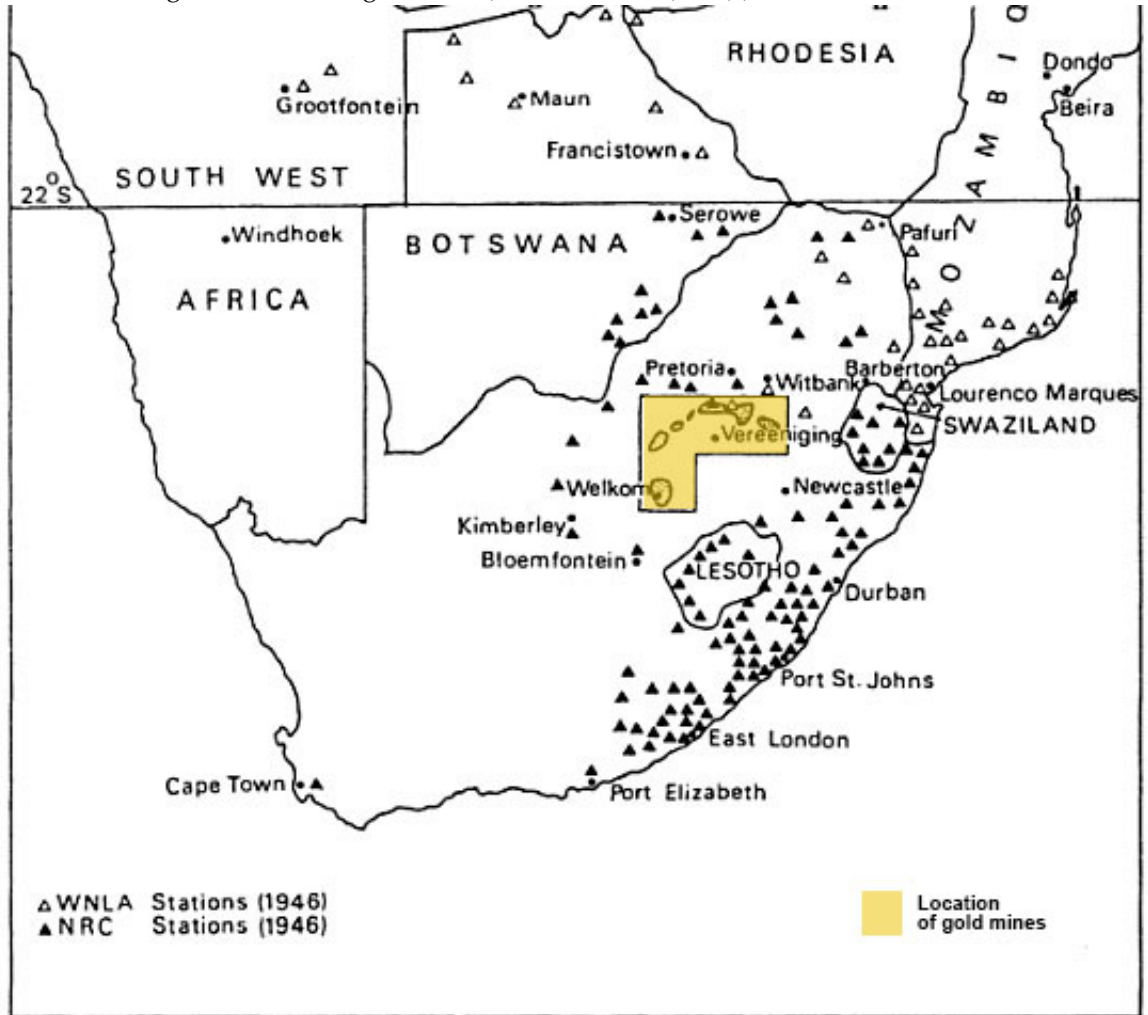 RHODESIA
Dondo
Beira
Grootfontein
Maun
Francistown
SOUTH WEST
22°S
MOZAMBIQ
Serowe
Pafuri
Windhoek
BOTSWANA
AFRICA
Pretoria
Witbank
Barberton
Lourenco Marques
SWAZILAND
Vereeniging
Welkom
Newcastle
Kimberley
Bloemfontein
LESOTHO
Durban
Port St. Johns
East London
Cape Town
Port Elizabeth
WNLA Stations (1946)
NRC Stations (1946)
Location
of gold mines